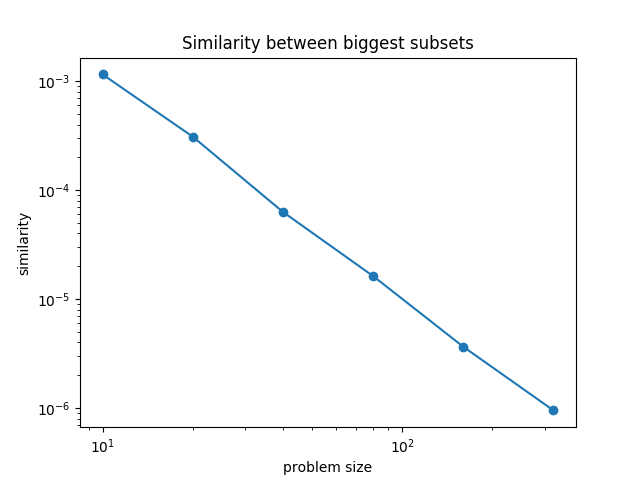 Similarity between biggest subsets
similarity
10⁻³
10⁻⁴
10⁻⁵
10⁻⁶
10¹
10²
problem size